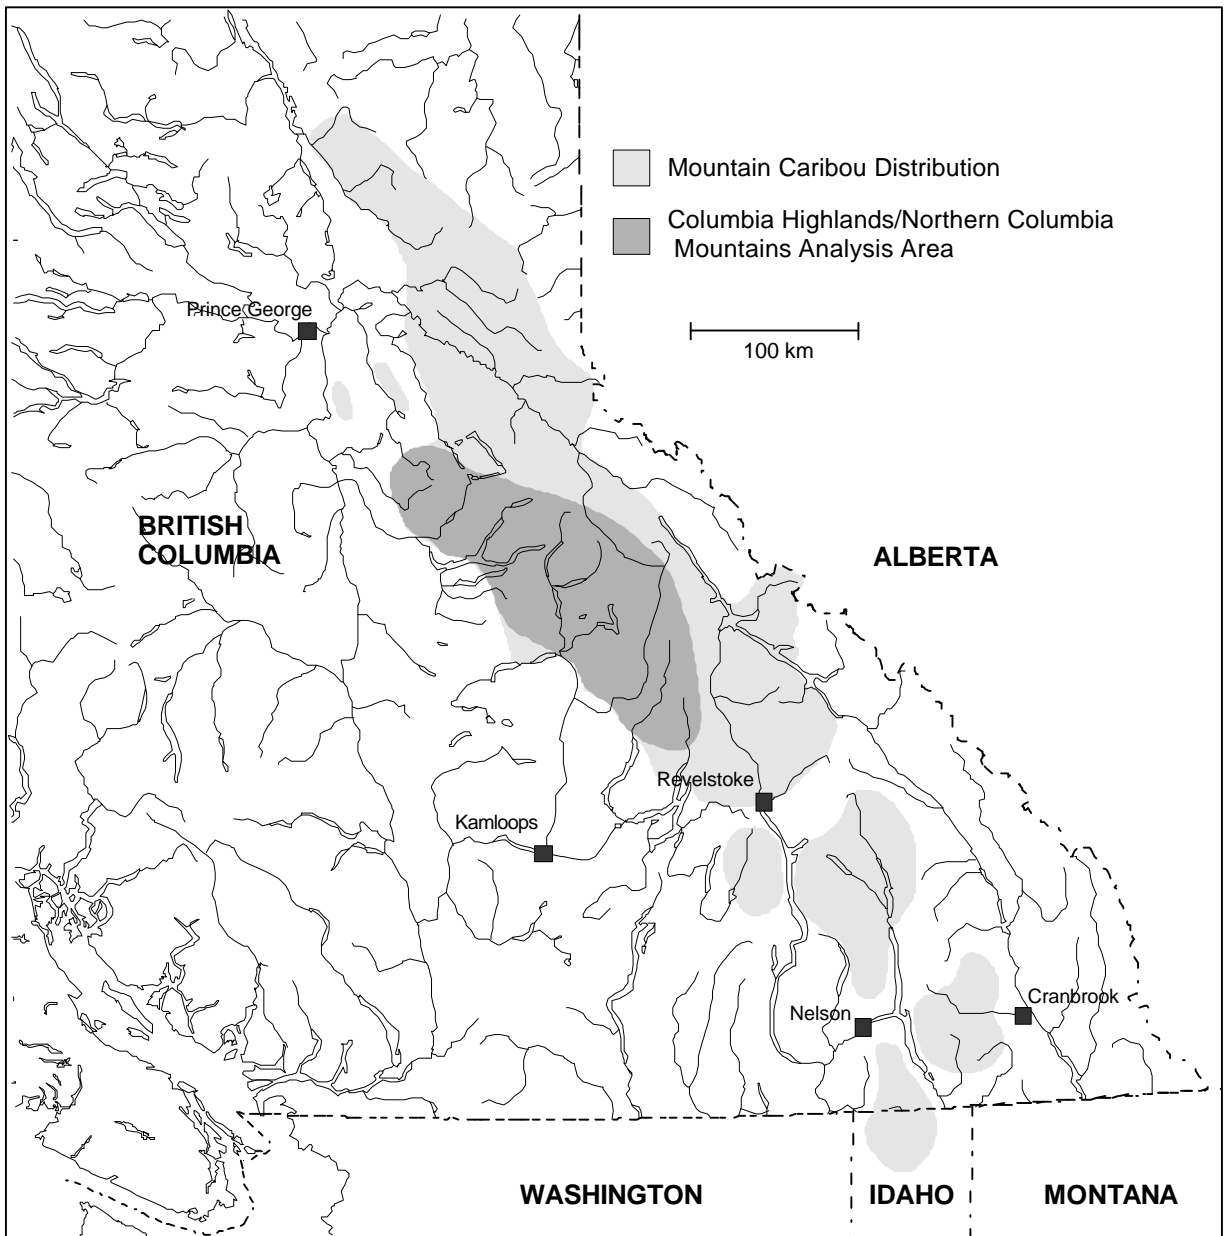 Mountain Caribou Distribution
Columbia Highlands/Northern Columbia
Mountains Analysis Area
Prince George
100 km
BRITISH
COLUMBIA
ALBERTA
Revelstoke
Kamloops
Cranbrook
Nelson
WASHINGTON
IDAHO
MONTANA